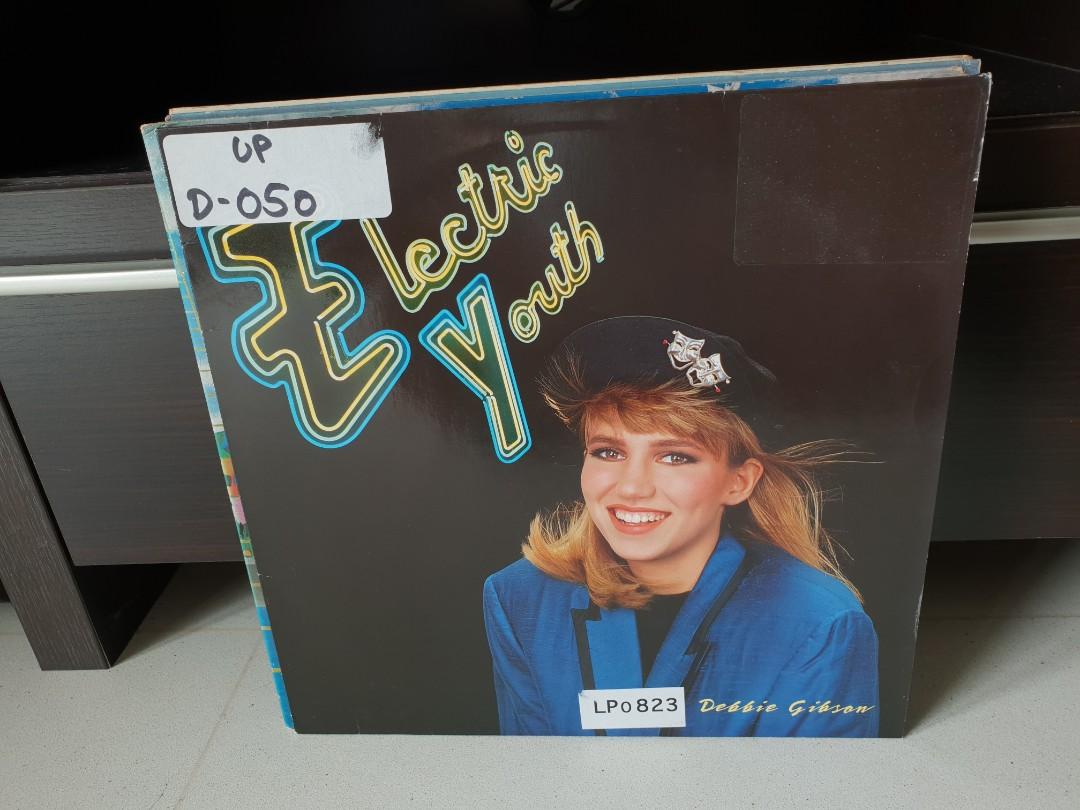 UP
D-050
Electric
Youth
LP0823
Debbie Gibson